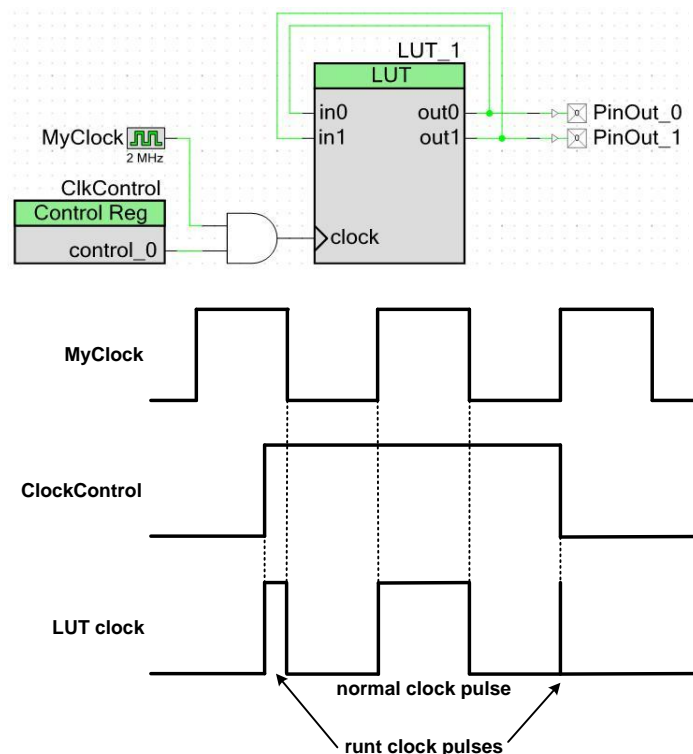 LUT_1
LUT
in0 out0
in1 out1
PinOut_0
PinOut_1
MyClock
2 MHz
ClkControl
Control Reg
control_0
clock
MyClock
ClockControl
LUT clock
normal clock pulse
runt clock pulses